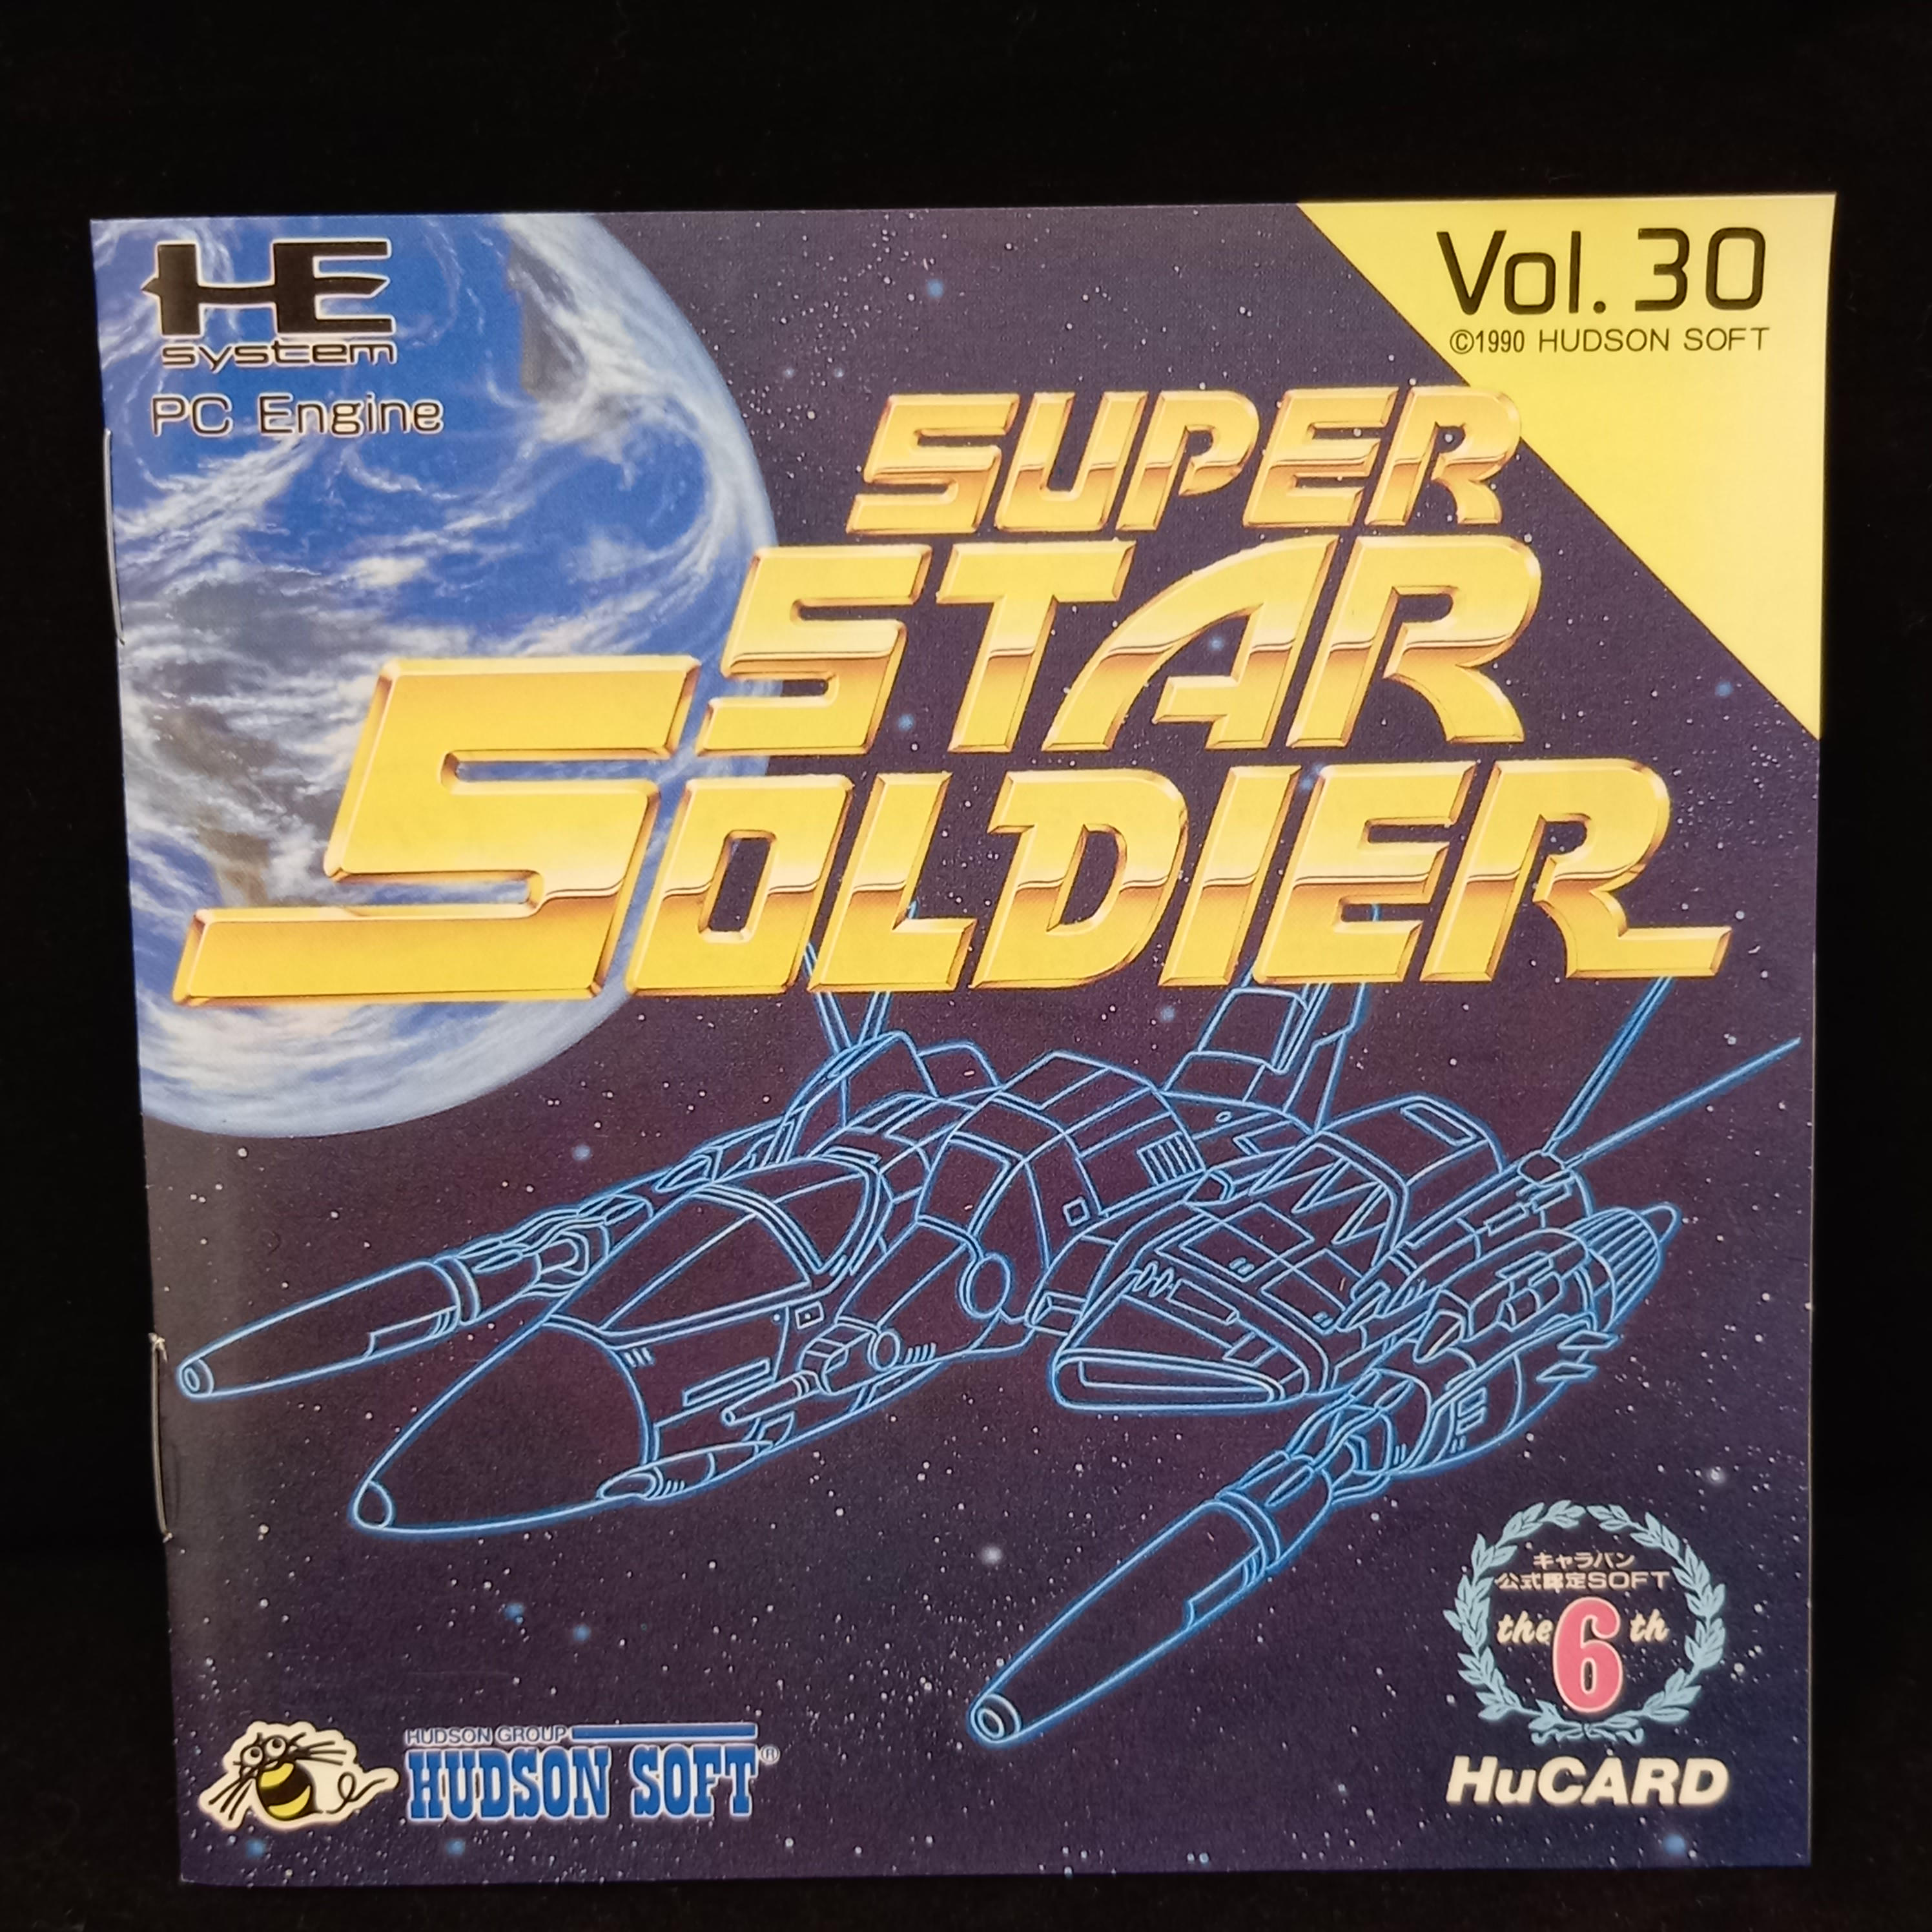 HE
system
PC Engine
Vol. 30
©1990 HUDSON SOFT
SUPER
STAR
SOLDIER
キャラバン
公式認定SOFT
the 6 th
HUDSON GROUP
HUDSON SOFT®
HuCARD